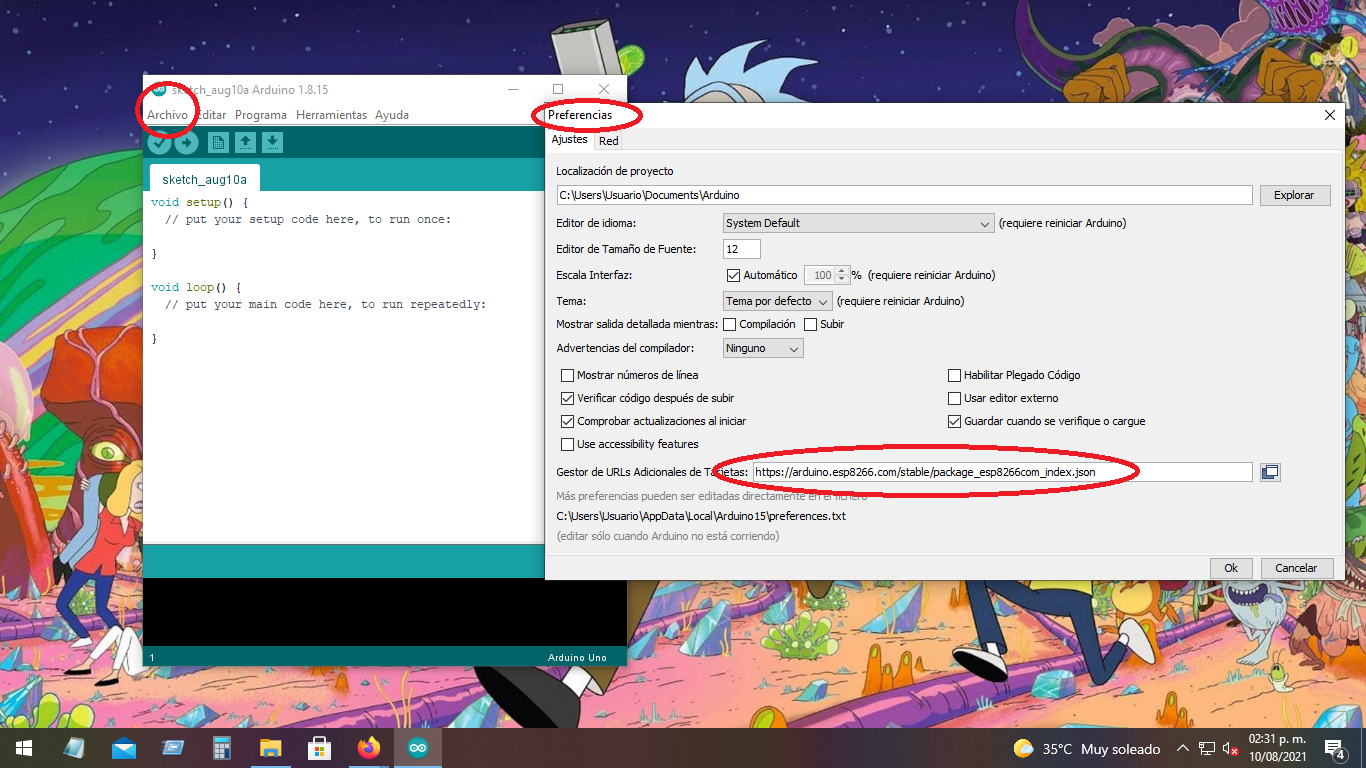 sketch_aug10a Arduino 1.8.15
Archivo Editar Programa Herramientas Ayuda
sketch_aug10a
void setup() {
// put your setup code here, to run once:
}
void loop() {
// put your main code here, to run repeatedly:
}
1
Arduino Uno
Preferencias
Ajustes Red
Localización de proyecto
C:\Users\Usuario\Documents\Arduino
Explorar
Editor de idioma: System Default (requiere reiniciar Arduino)
Editor de Tamaño de Fuente: 12
Escala Interfaz: Automático 100 % (requiere reiniciar Arduino)
Tema: Tema por defecto (requiere reiniciar Arduino)
Mostrar salida detallada mientras: Compilación Subir
Advertencias del compilador: Ninguno
Mostrar números de línea Habilitar Plegado Código
Verificar código después de subir Usar editor externo
Comprobar actualizaciones al iniciar Guardar cuando se verifique o cargue
Use accessibility features
Gestor de URLs Adicionales de Tarjetas: https://arduino.esp8266.com/stable/package_esp8266com_index.json
Más preferencias pueden ser editadas directamente en el fichero
C:\Users\Usuario\AppData\Local\Arduino15\preferences.txt
(editar sólo cuando Arduino no está corriendo)
Ok Cancelar
35°C Muy soleado
02:31 p. m.
10/08/2021
4